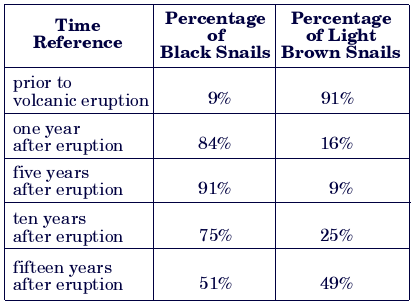 Time Reference | Percentage of Black Snails | Percentage of Light Brown Snails
prior to volcanic eruption | 9% | 91%
one year after eruption | 84% | 16%
five years after eruption | 91% | 9%
ten years after eruption | 75% | 25%
fifteen years after eruption | 51% | 49%